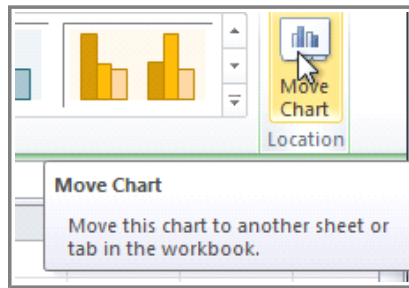 Move
Chart
Location
Move Chart
Move this chart to another sheet or
tab in the workbook.